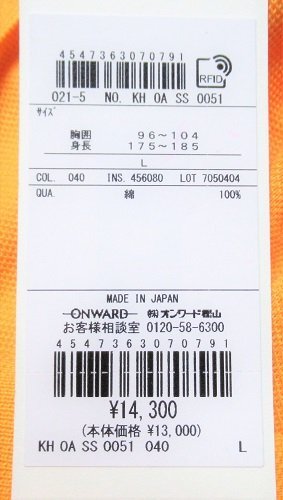 4547363070791
RFID
021-5 NO. KH OA SS 0051
サイズ
胸囲 96～104
身長 175～185
L
COL. 040 INS. 456080 LOT 7050404
QUA. 綿 100%
MADE IN JAPAN
ONWARD ㈱オンワード樫山
お客様相談室 0120-58-6300
4547363070791
¥14,300
(本体価格 ¥13,000)
KH OA SS 0051 040 L